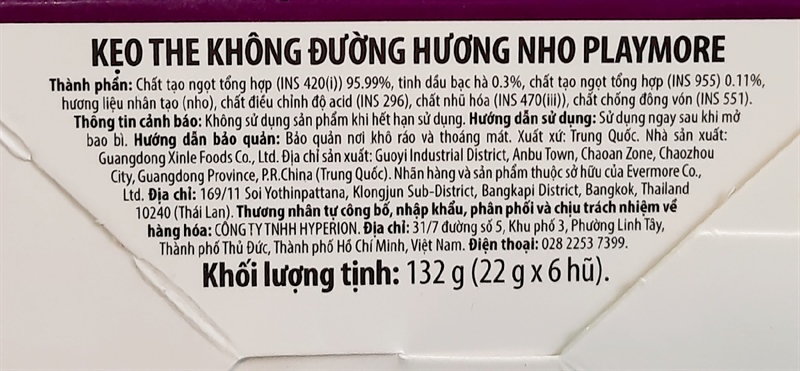 KẸO THE KHÔNG ĐƯỜNG HƯƠNG NHO PLAYMORE
Thành phần: Chất tạo ngọt tổng hợp (INS 420(i)) 95.99%, tinh dầu bạc hà 0.3%, chất tạo ngọt tổng hợp (INS 955) 0.11%,
hương liệu nhân tạo (nho), chất điều chỉnh độ acid (INS 296), chất nhũ hóa (INS 470(iii)), chất chống đông vón (INS 551).
Thông tin cảnh báo: Không sử dụng sản phẩm khi hết hạn sử dụng. Hướng dẫn sử dụng: Sử dụng ngay sau khi mở
bao bì. Hướng dẫn bảo quản: Bảo quản nơi khô ráo và thoáng mát. Xuất xứ: Trung Quốc. Nhà sản xuất:
Guangdong Xinle Foods Co., Ltd. Địa chỉ sản xuất: Guoyi Industrial District, Anbu Town, Chaoan Zone, Chaozhou
City, Guangdong Province, P.R.China (Trung Quốc). Nhãn hàng và sản phẩm thuộc sở hữu của Evermore Co.,
Ltd. Địa chỉ: 169/11 Soi Yothinpattana, Klongjun Sub-District, Bangkapi District, Bangkok, Thailand
10240 (Thái Lan). Thương nhân tự công bố, nhập khẩu, phân phối và chịu trách nhiệm về
hàng hóa: CÔNG TY TNHH HYPERION. Địa chỉ: 31/7 đường số 5, Khu phố 3, Phường Linh Tây,
Thành phố Thủ Đức, Thành phố Hồ Chí Minh, Việt Nam. Điện thoại: 028 2253 7399.
Khối lượng tịnh: 132 g (22 g x 6 hũ).